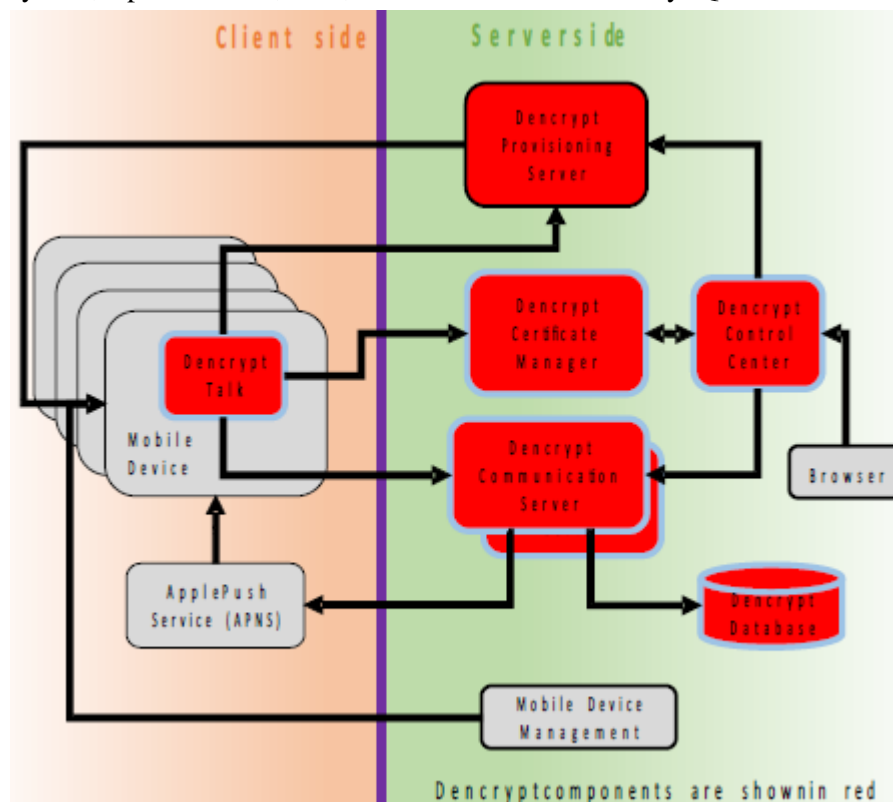 Client side
Serverside
Dencrypt
Provisioning
Server
Dencrypt
Certificate
Manager
Dencrypt
Control
Center
Dencrypt
Talk
Mobile
Device
Dencrypt
Communication
Server
Browser
ApplePush
Service (APNS)
Dencrypt
Database
Mobile Device
Management
Dencryptcomponents are shownin red